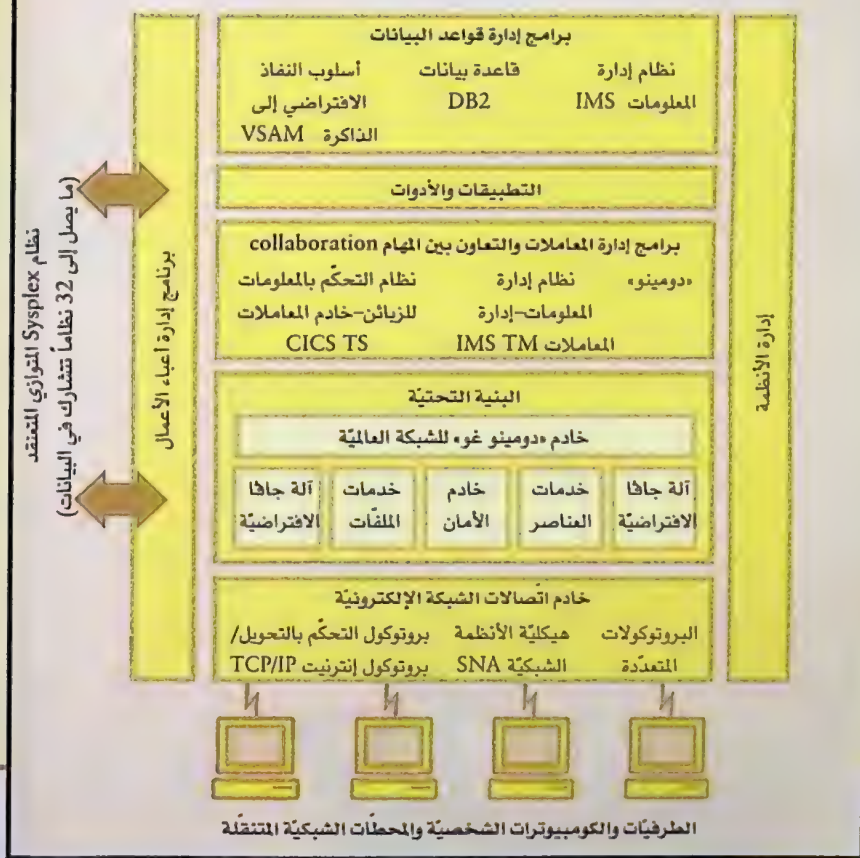 برامج إدارة قواعد البيانات
نظام إدارة
المعلومات IMS
قاعدة بيانات
DB2
أسلوب النفاذ
الافتراضي إلى
الذاكرة VSAM
التطبيقات والأدوات
برامج إدارة المعاملات والتعاون بين المهام collaboration
«دومينو»
نظام إدارة
المعلومات-إدارة
المعاملات IMS TM
نظام التحكّم بالمعلومات
للزبائن-خادم المعاملات
CICS TS
البنية التحتيّة
خادم «دومينو غو» للشبكة العالميّة
آلة جاڤا
الافتراضيّة
خدمات
العناصر
خادم
الأمان
خدمات
الملفّات
آلة جاڤا
الافتراضيّة
خادم اتّصالات الشبكة الإلكترونيّة
البروتوكولات
المتعدّدة
هيكليّة الأنظمة
الشبكيّة SNA
بروتوكول التحكّم بالتحويل/
بروتوكول إنترنيت TCP/IP
إدارة الأنظمة
برنامج إدارة أعباء الأعمال
نظام Sysplex المتوازي المتعنقد
(ما يصل إلى 32 نظاماً تتشارك في البيانات)
الطرفيّات والكومبيوترات الشخصيّة والمحطّات الشبكيّة المتنقّلة